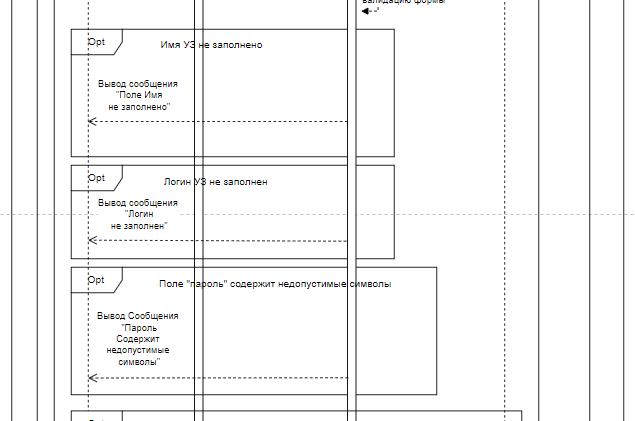 валидацию формы
Opt
Имя УЗ не заполнено
Вывод сообщения
"Поле Имя
не заполнено"
Opt
Логин УЗ не заполнен
Вывод сообщения
"Логин
не заполнен"
Opt
Поле "пароль" содержит недопустимые символы
Вывод Сообщения
"Пароль
Содержит
недопустимые
символы"